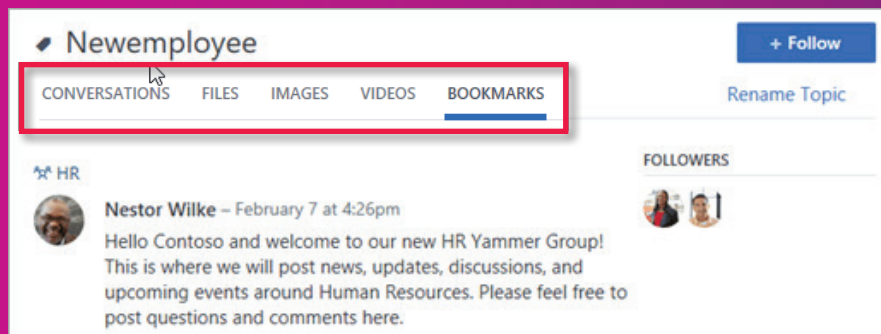 Newemployee
+ Follow
CONVERSATIONS FILES IMAGES VIDEOS BOOKMARKS
Rename Topic
HR
FOLLOWERS
Nestor Wilke – February 7 at 4:26pm
Hello Contoso and welcome to our new HR Yammer Group!
This is where we will post news, updates, discussions, and
upcoming events around Human Resources. Please feel free to
post questions and comments here.